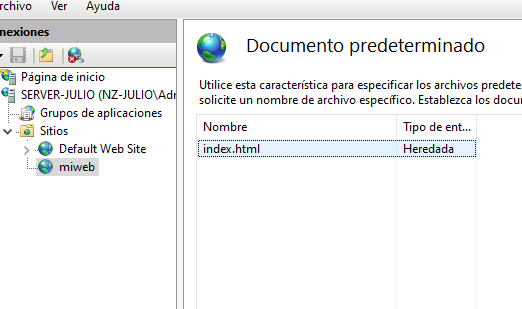 rchivo Ver Ayuda
nexiones
Página de inicio
SERVER-JULIO (NZ-JULIO\Adr
Grupos de aplicaciones
Sitios
Default Web Site
miweb
Documento predeterminado
Utilice esta característica para especificar los archivos predete
solicite un nombre de archivo específico. Establezca los docu
Nombre Tipo de ent...
index.html Heredada